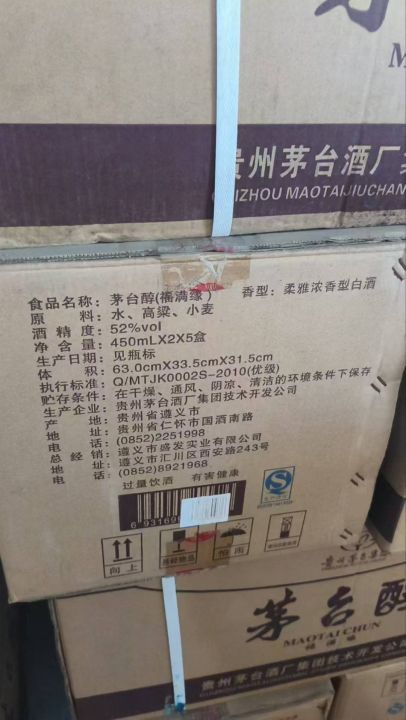 MA
贵州茅台酒厂集
GUIZHOU MAOTAIJIUCHAN
食品名称：茅台醇(福满缘) 香型：柔雅浓香型白酒
原 料：水、高粱、小麦
酒 精 度：52%vol
净 含 量：450mLX2X5盒
生产日期：见瓶标
体 积：63.0cmX33.5cmX31.5cm
执行标准：Q/MTJK0002S-2010(优级)
贮存条件：在干燥、通风、阴凉、清洁的环境条件下保存
生产企业：贵州茅台酒厂集团技术开发公司
产 地：贵州省遵义市
地 址：贵州省仁怀市国酒南路
电 话：(0852)2251998
总 经 销：遵义市盛发实业有限公司
地 址：遵义市汇川区西安路243号
电 话：(0852)8921968
过量饮酒 有害健康
6 93169
向上
怕雨
茅台醇
MAOTAI CHUN
福满缘
贵州茅台酒厂集团技术开发公